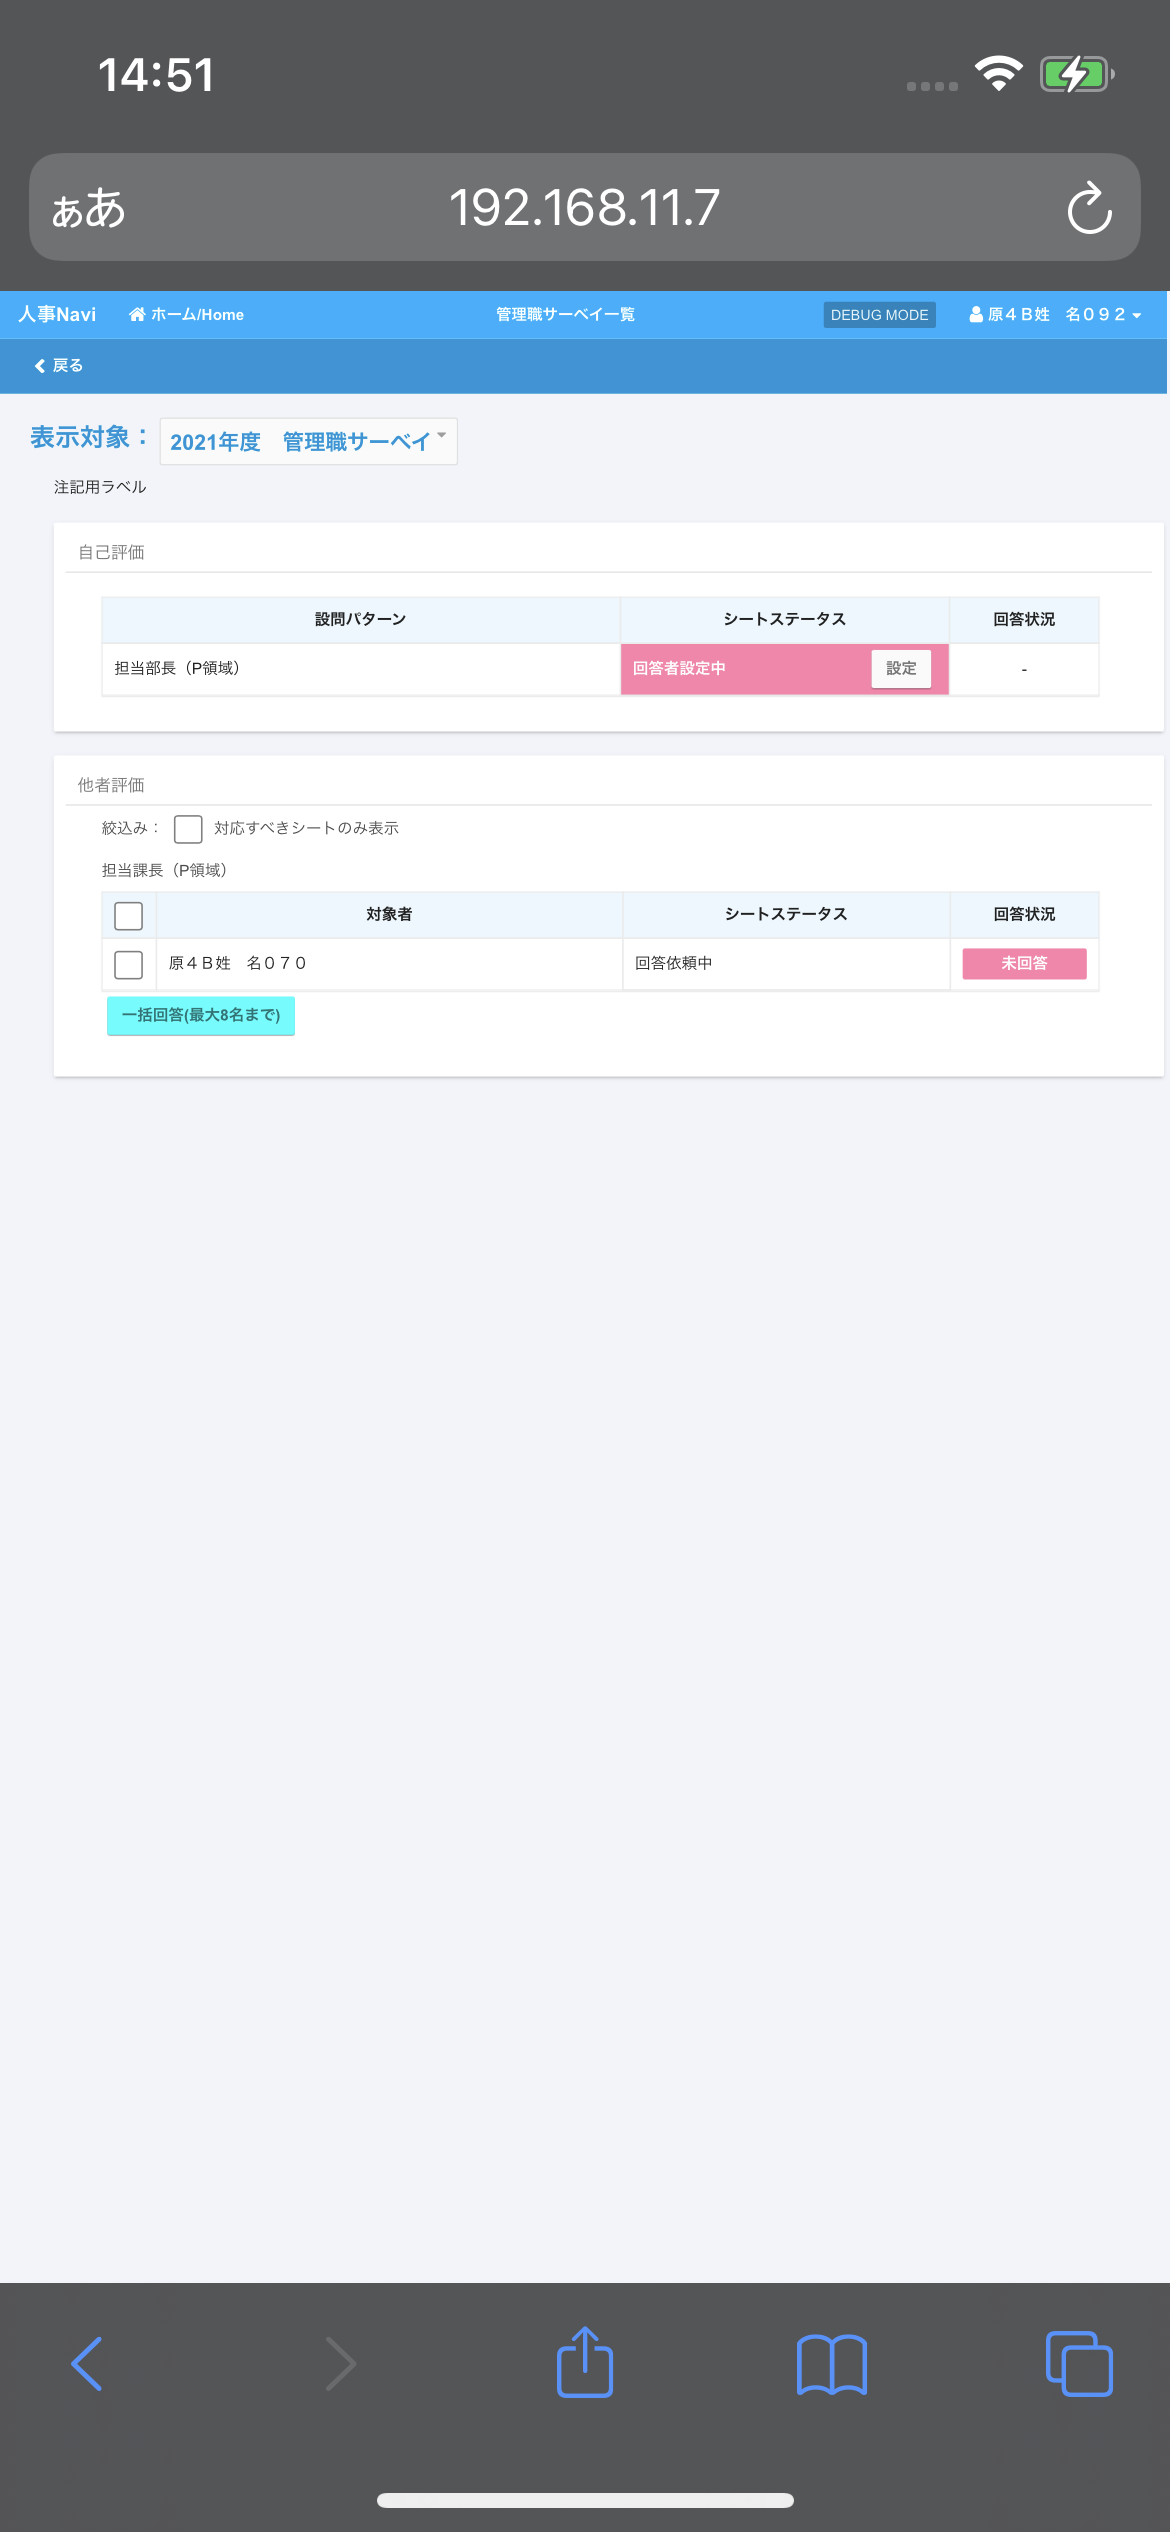 14:51
ああ 192.168.11.7
人事Navi ホーム/Home 管理職サーベイ一覧 DEBUG MODE 原４Ｂ姓　名０９２
戻る
表示対象： 2021年度　管理職サーベイ
注記用ラベル
自己評価
設問パターン シートステータス 回答状況
担当部長（P領域） 回答者設定中 設定 -
他者評価
絞込み： 対応すべきシートのみ表示
担当課長（P領域）
対象者 シートステータス 回答状況
原４Ｂ姓　名０７０ 回答依頼中 未回答
一括回答(最大8名まで)